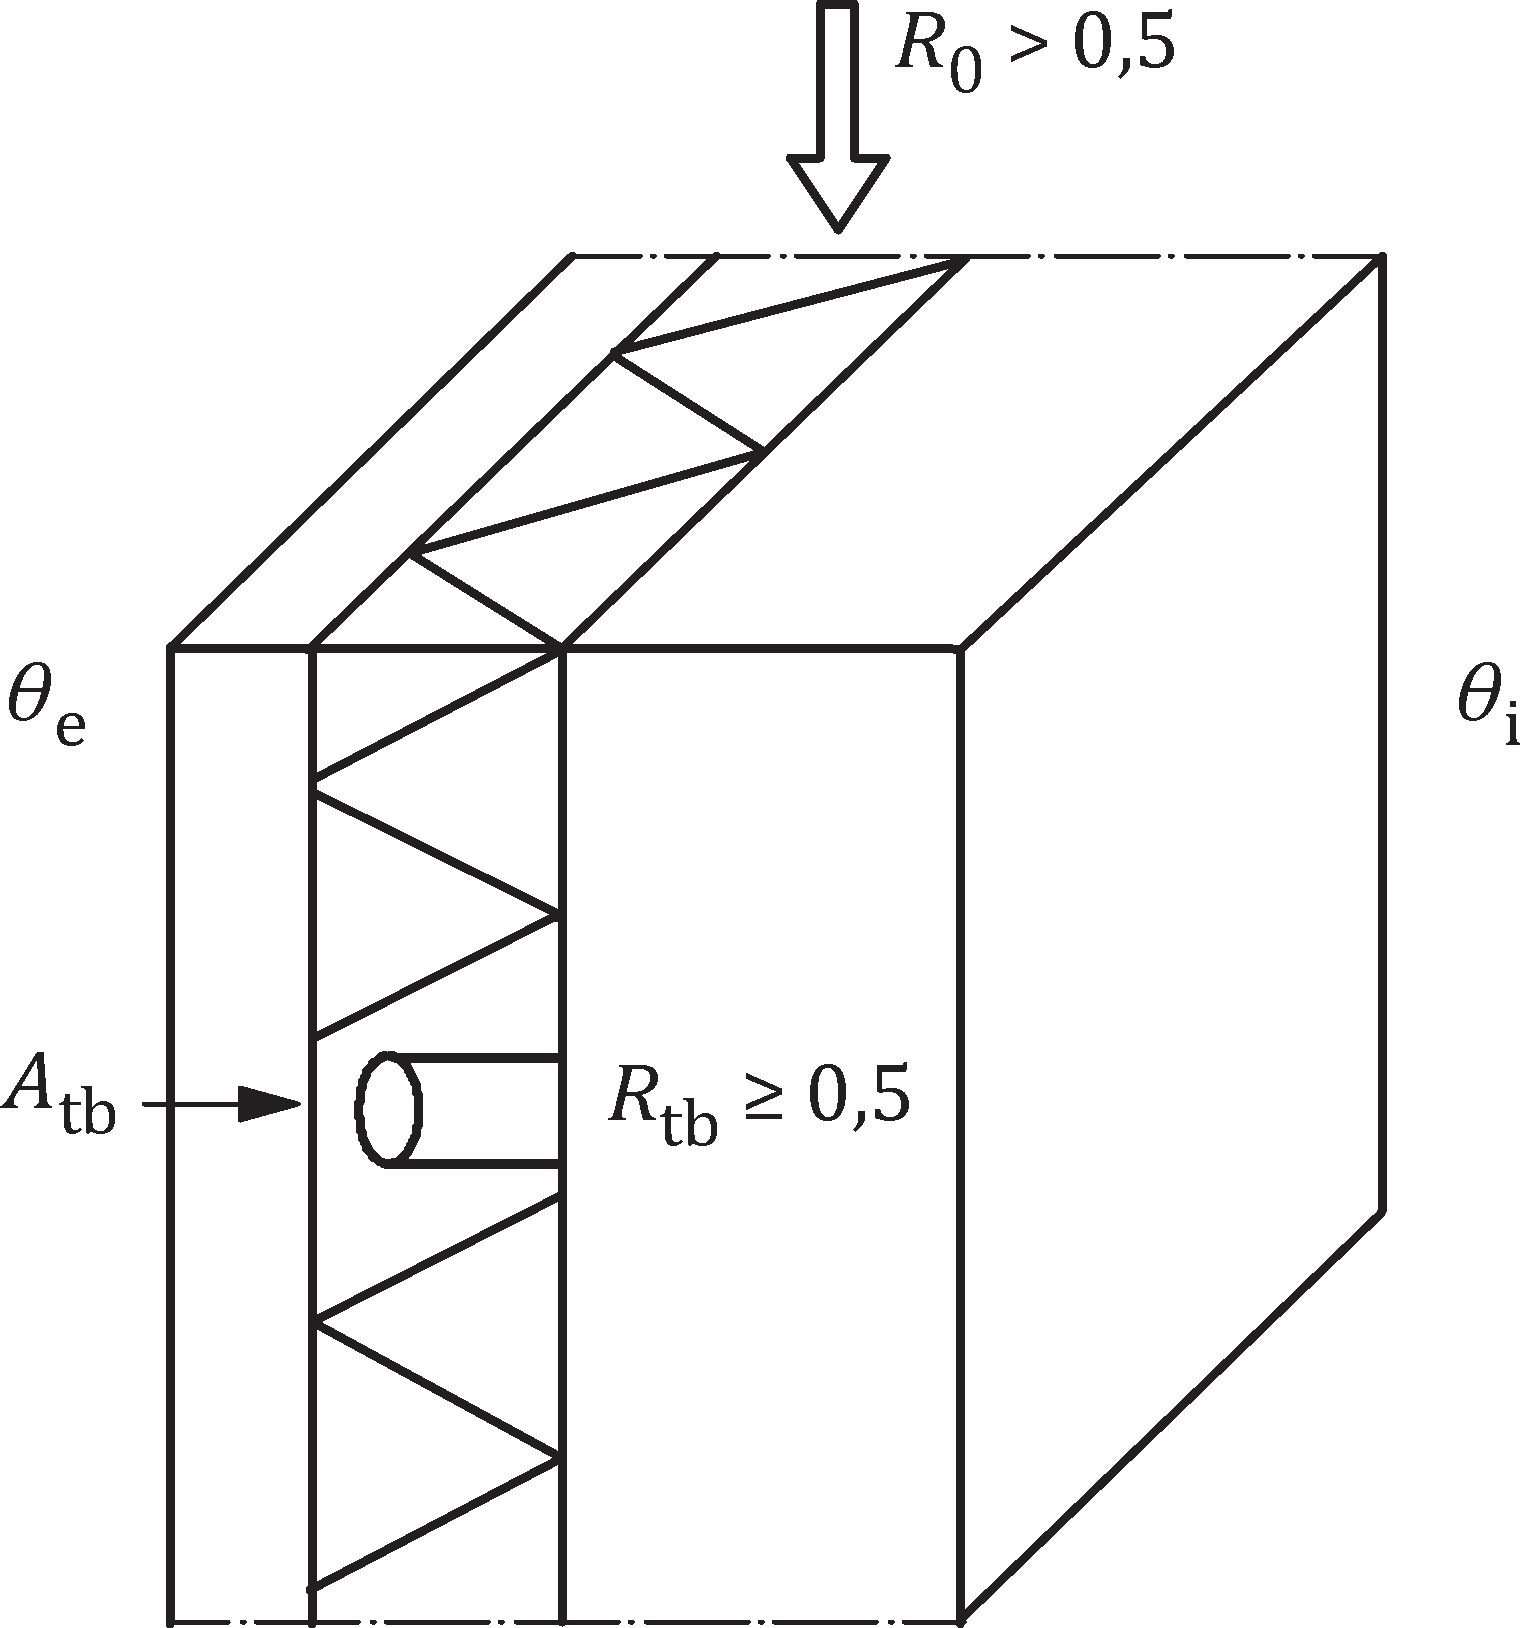 R0 > 0,5
θe
θi
Atb
Rtb ≥ 0,5